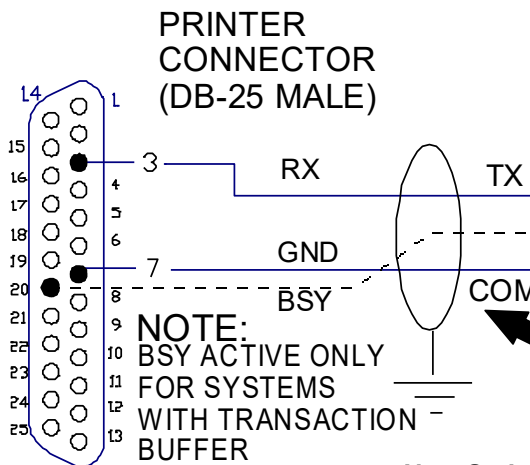 PRINTER
CONNECTOR
(DB-25 MALE)
14
1
15
3
RX
TX
16
4
17
5
18
6
19
7
GND
20
BSY
8
COM
21
9
NOTE:
22
10
BSY ACTIVE ONLY
23
11
FOR SYSTEMS
24
12
WITH TRANSACTION
25
13
BUFFER